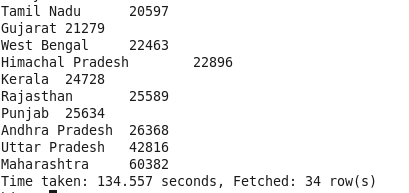 Tamil Nadu 20597
Gujarat 21279
West Bengal 22463
Himachal Pradesh 22896
Kerala 24728
Rajasthan 25589
Punjab 25634
Andhra Pradesh 26368
Uttar Pradesh 42816
Maharashtra 60382
Time taken: 134.557 seconds, Fetched: 34 row(s)